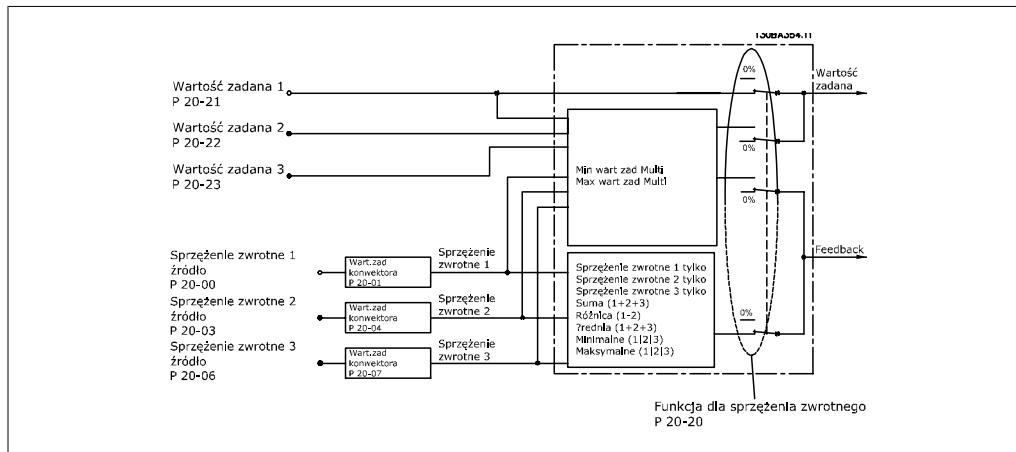 130BA354.11
0%
Wartość
zadana
Wartość zadana 1
P 20-21
Wartość zadana 2
P 20-22
Wartość zadana 3
P 20-23
0%
Min wart zad Multi
Max wart zad Multi
0%
Feedback
Sprzężenie zwrotne 1
źródło
P 20-00
Wart.zad
konwektora
P 20-01
Sprzężenie
zwrotne 1
Sprzężenie zwrotne 2
źródło
P 20-03
Wart.zad
konwektora
P 20-04
Sprzężenie
zwrotne 2
Sprzężenie zwrotne 3
źródło
P 20-06
Wart.zad
konwektora
P 20-07
Sprzężenie
zwrotne 3
Sprzężenie zwrotne 1 tylko
Sprzężenie zwrotne 2 tylko
Sprzężenie zwrotne 3 tylko
Suma (1+2+3)
Różnica (1-2)
?rednia (1+2+3)
Minimalne (1|2|3)
Maksymalne (1|2|3)
0%
Funkcja dla sprzężenia zwrotnego
P 20-20